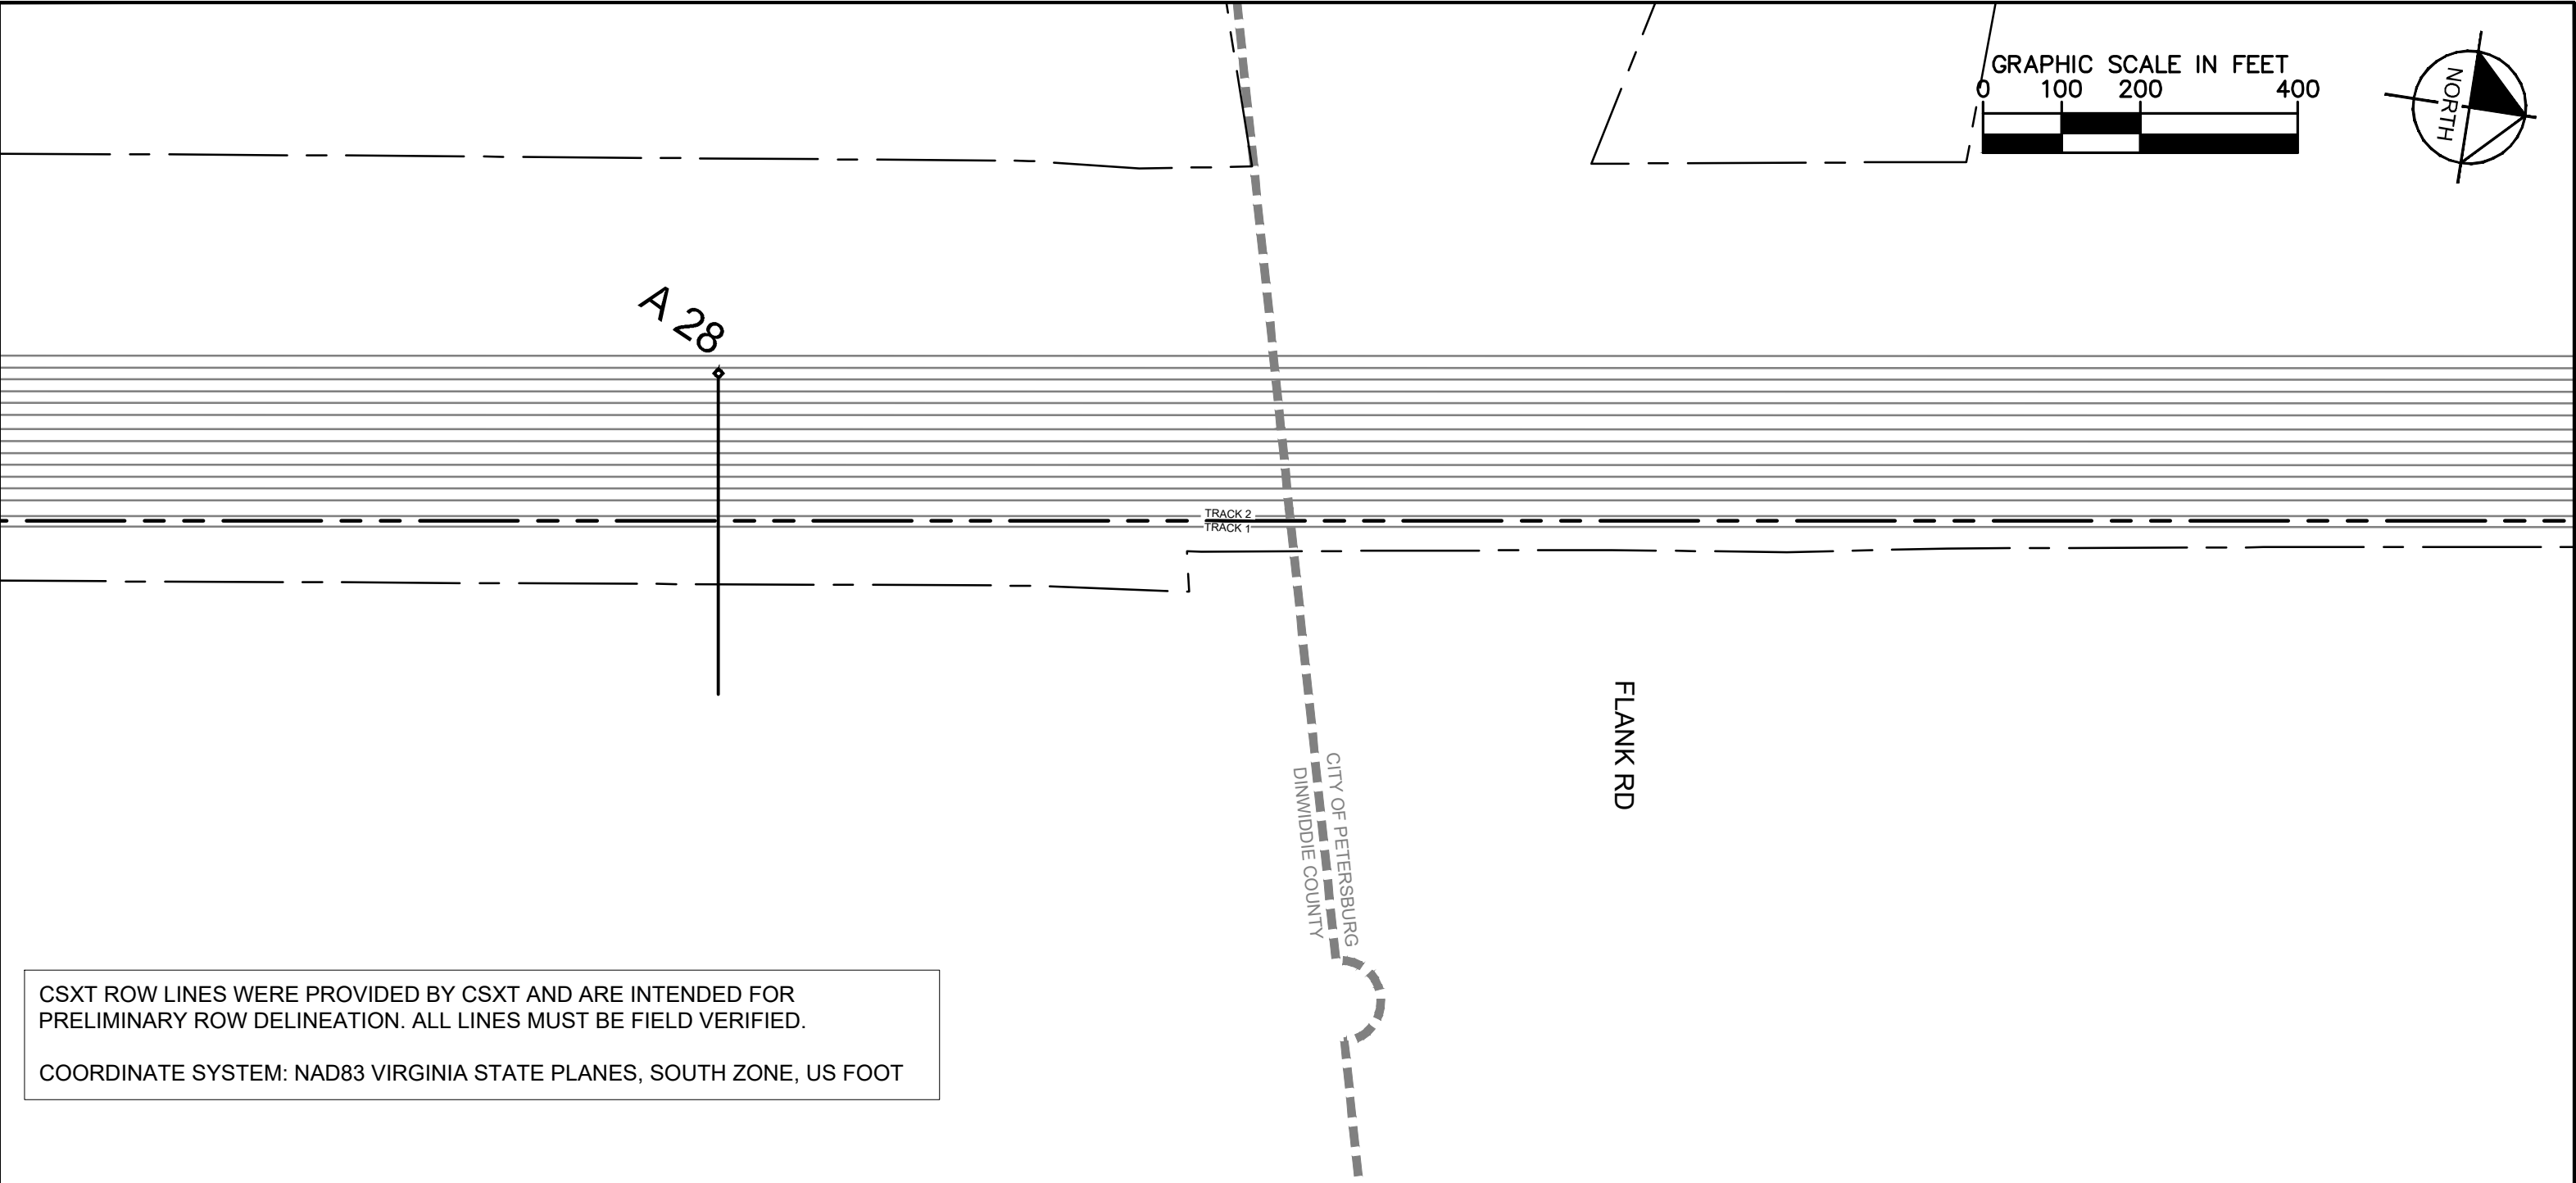 GRAPHIC SCALE IN FEET
0 100 200 400
NORTH
A 28
TRACK 2
TRACK 1
FLANK RD
CITY OF PETERSBURG
DINWIDDIE COUNTY
CSXT ROW LINES WERE PROVIDED BY CSXT AND ARE INTENDED FOR
PRELIMINARY ROW DELINEATION. ALL LINES MUST BE FIELD VERIFIED.
COORDINATE SYSTEM: NAD83 VIRGINIA STATE PLANES, SOUTH ZONE, US FOOT